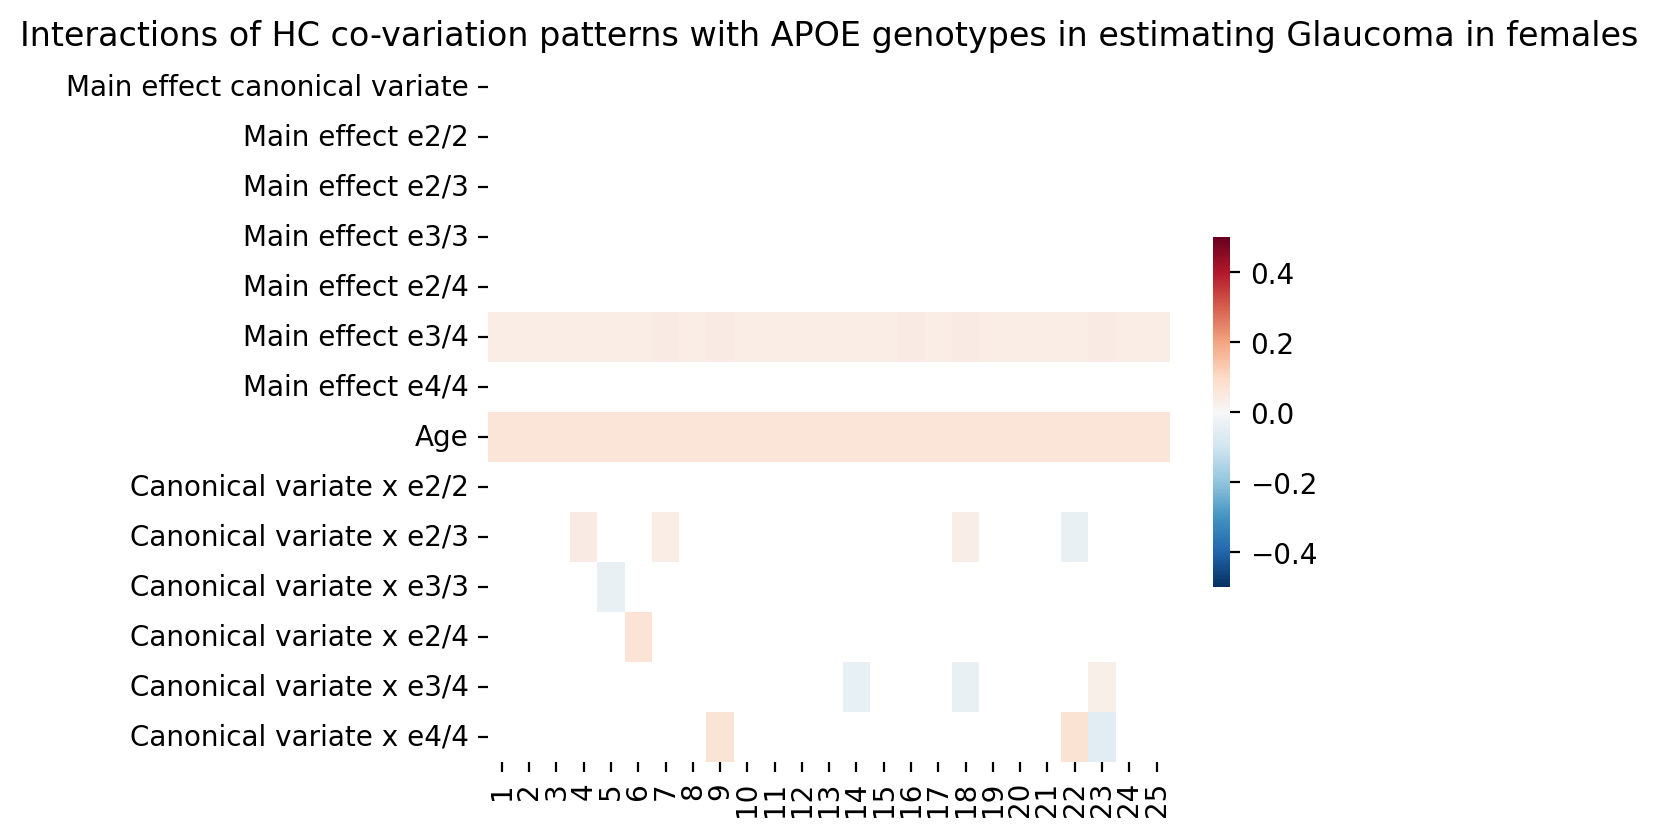 Interactions of HC co-variation patterns with APOE genotypes in estimating Glaucoma in females
Main effect canonical variate
Main effect e2/2
Main effect e2/3
Main effect e3/3
Main effect e2/4
Main effect e3/4
Main effect e4/4
Age
Canonical variate x e2/2
Canonical variate x e2/3
Canonical variate x e3/3
Canonical variate x e2/4
Canonical variate x e3/4
Canonical variate x e4/4
1 2 3 4 5 6 7 8 9 10 11 12 13 14 15 16 17 18 19 20 21 22 23 24 25
0.4
0.2
0.0
−0.2
−0.4